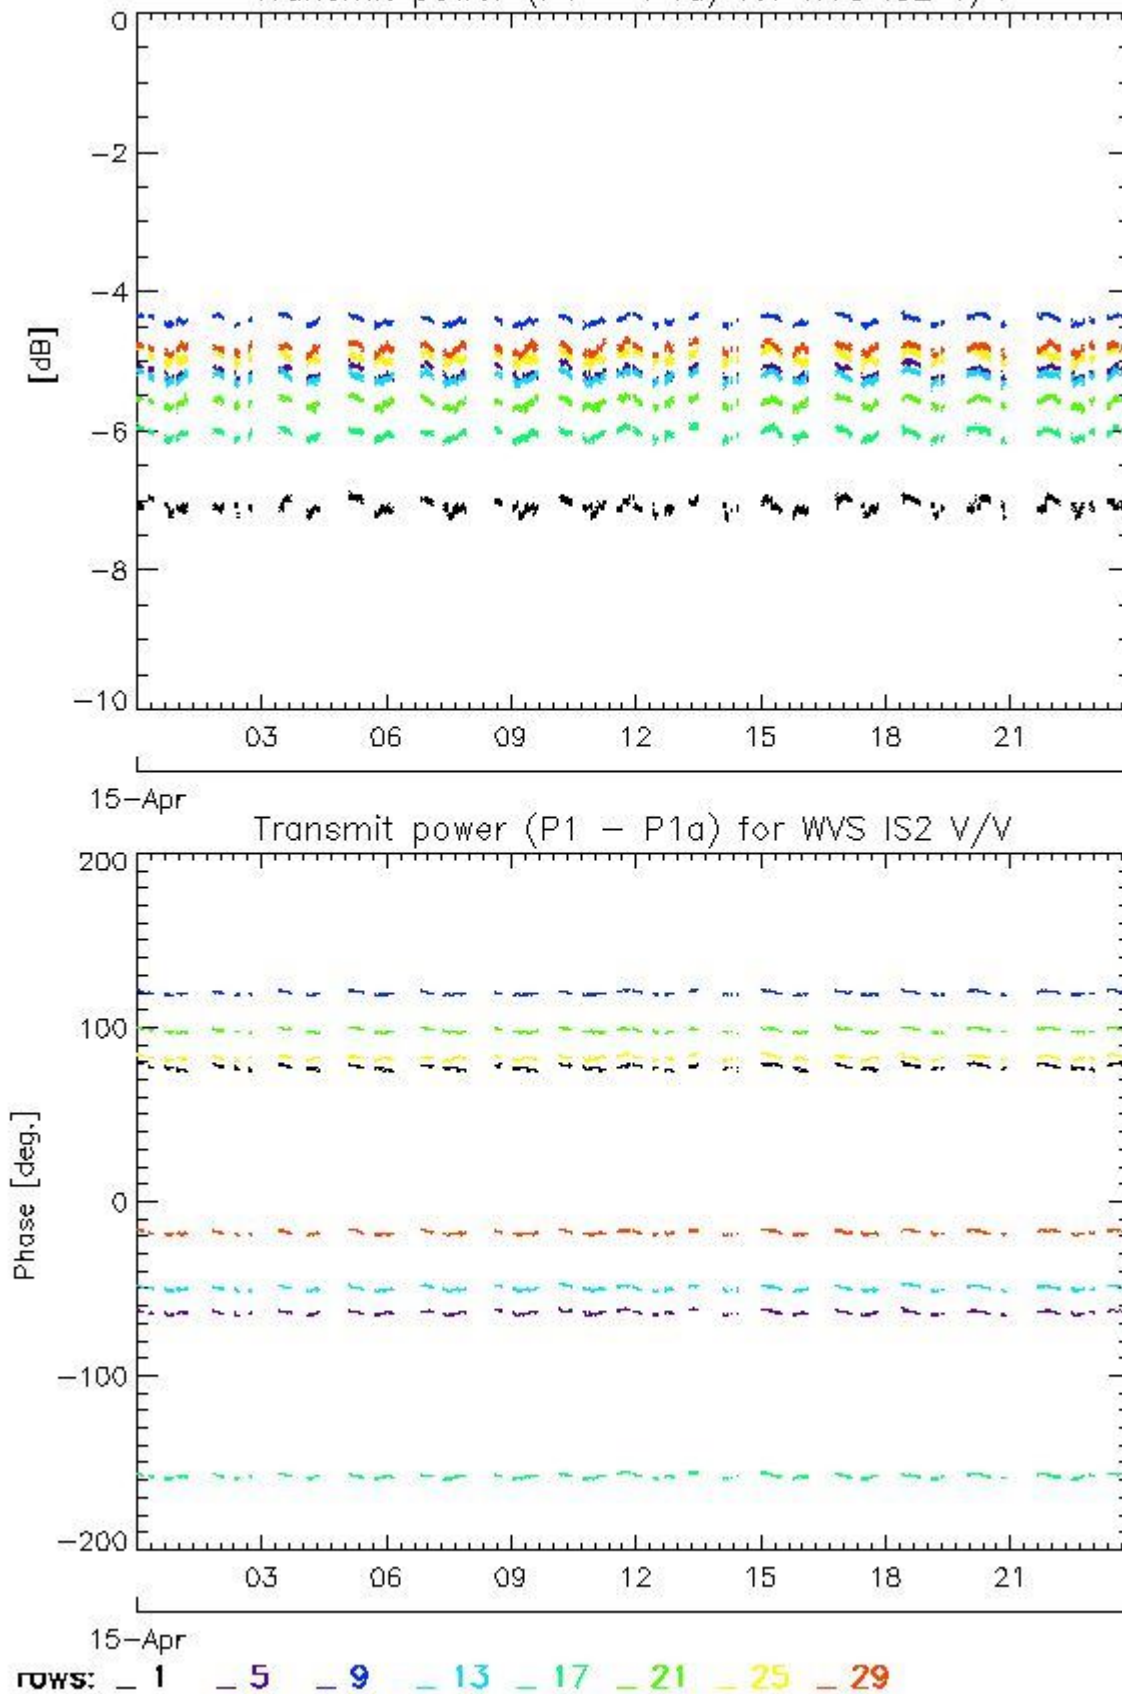 0
-2
-4
[dB]
-6
-8
-10
03 06 09 12 15 18 21
15-Apr
Transmit power (P1 - P1a) for WVS IS2 V/V
200
100
Phase [deg.]
0
-100
-200
03 06 09 12 15 18 21
15-Apr
rows: _ 1 _ 5 _ 9 _ 13 _ 17 _ 21 _ 25 _ 29